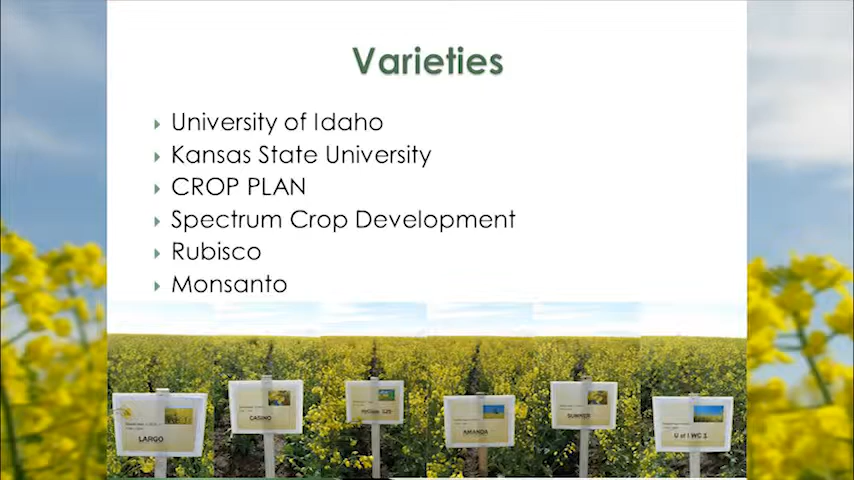 Varieties
University of Idaho
Kansas State University
CROP PLAN
Spectrum Crop Development
Rubisco
Monsanto
LARGO
CASINO
125
AMANDA
SUMNER
U of I WC 1